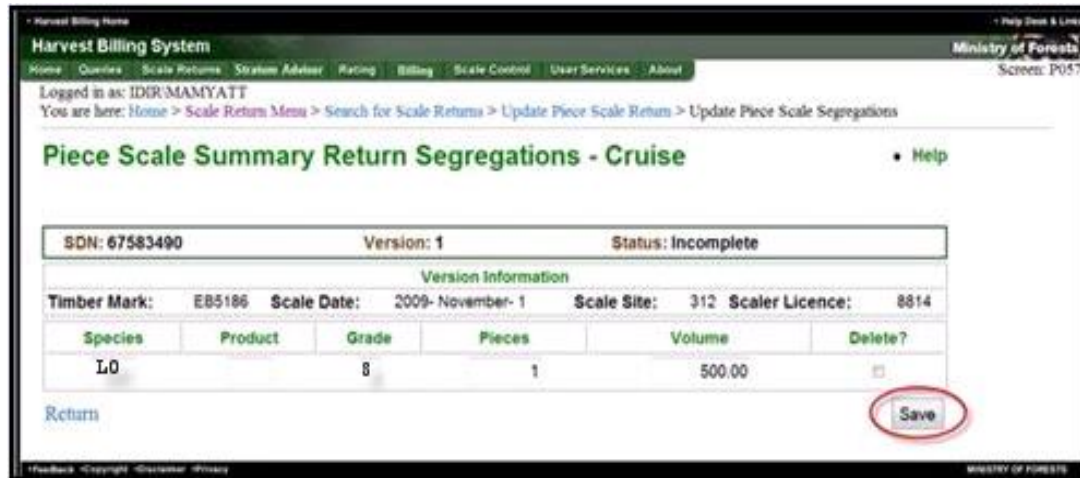 • Harvest Billing Home • Help Desk & Links
Harvest Billing System Ministry of Forests
Home Queries Scale Returns Stratum Advisor Rating Billing Scale Control User Services About Screen: P057
Logged in as: IDIR\MAMYATT
You are here: Home > Scale Return Menu > Search for Scale Returns > Update Piece Scale Return > Update Piece Scale Segregations
Piece Scale Summary Return Segregations - Cruise • Help
SDN: 67583490 Version: 1 Status: Incomplete
Version Information
Timber Mark: EB5186 Scale Date: 2009- November- 1 Scale Site: 312 Scaler Licence: 8814
Species Product Grade Pieces Volume Delete?
LO 8 1 500.00
Return Save
•Feedback •Copyright •Disclaimer •Privacy MINISTRY OF FORESTS